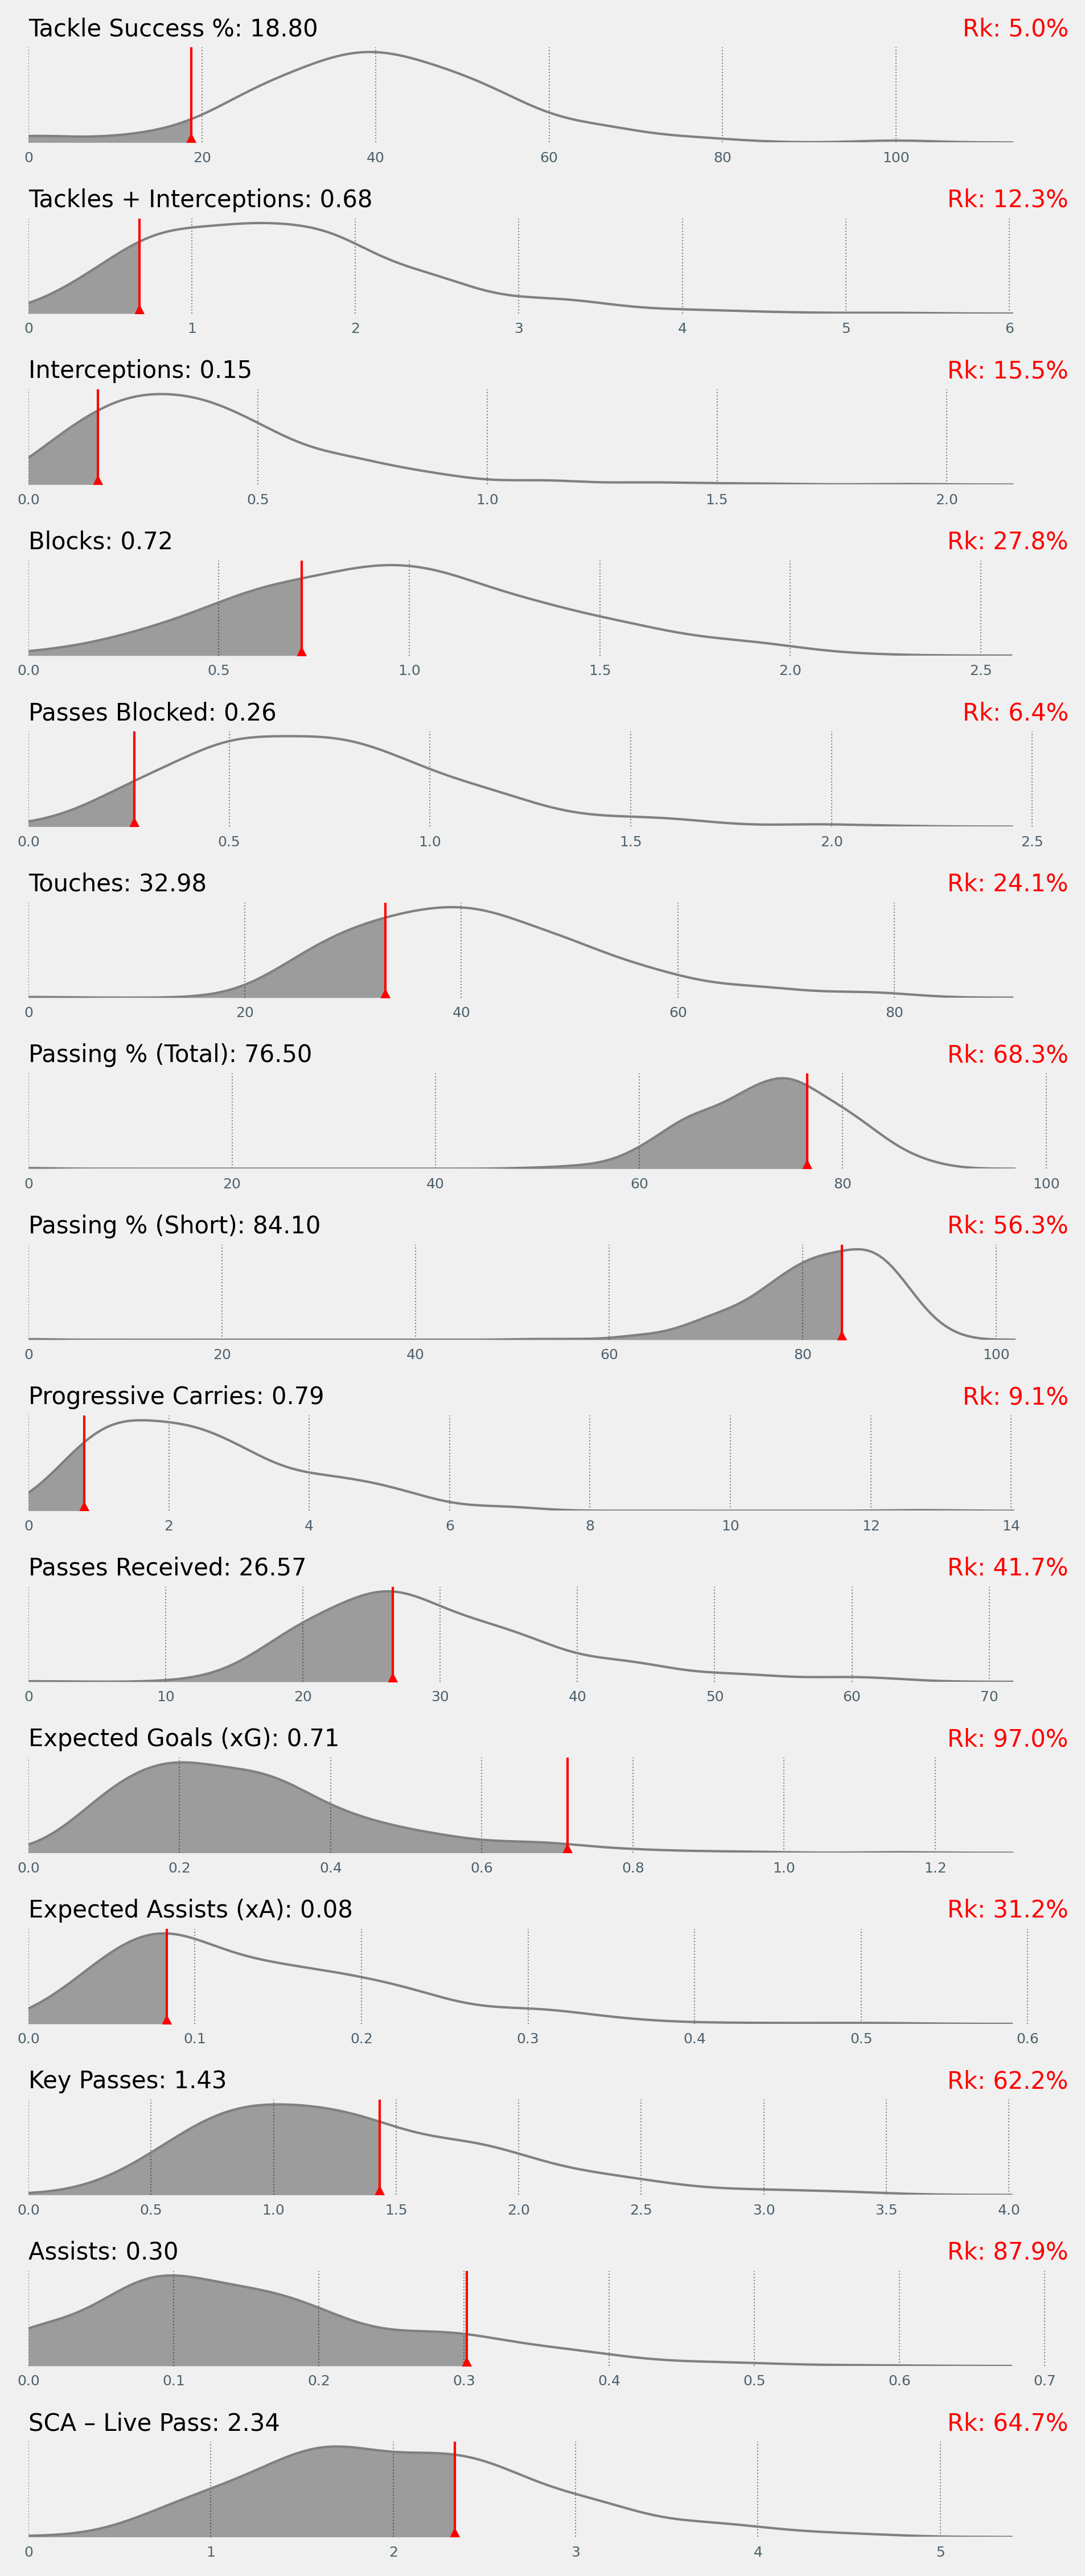 Tackle Success %: 18.80 Rk: 5.0%
0 20 40 60 80 100
Tackles + Interceptions: 0.68 Rk: 12.3%
0 1 2 3 4 5 6
Interceptions: 0.15 Rk: 15.5%
0.0 0.5 1.0 1.5 2.0
Blocks: 0.72 Rk: 27.8%
0.0 0.5 1.0 1.5 2.0 2.5
Passes Blocked: 0.26 Rk: 6.4%
0.0 0.5 1.0 1.5 2.0 2.5
Touches: 32.98 Rk: 24.1%
0 20 40 60 80
Passing % (Total): 76.50 Rk: 68.3%
0 20 40 60 80 100
Passing % (Short): 84.10 Rk: 56.3%
0 20 40 60 80 100
Progressive Carries: 0.79 Rk: 9.1%
0 2 4 6 8 10 12 14
Passes Received: 26.57 Rk: 41.7%
0 10 20 30 40 50 60 70
Expected Goals (xG): 0.71 Rk: 97.0%
0.0 0.2 0.4 0.6 0.8 1.0 1.2
Expected Assists (xA): 0.08 Rk: 31.2%
0.0 0.1 0.2 0.3 0.4 0.5 0.6
Key Passes: 1.43 Rk: 62.2%
0.0 0.5 1.0 1.5 2.0 2.5 3.0 3.5 4.0
Assists: 0.30 Rk: 87.9%
0.0 0.1 0.2 0.3 0.4 0.5 0.6 0.7
SCA – Live Pass: 2.34 Rk: 64.7%
0 1 2 3 4 5